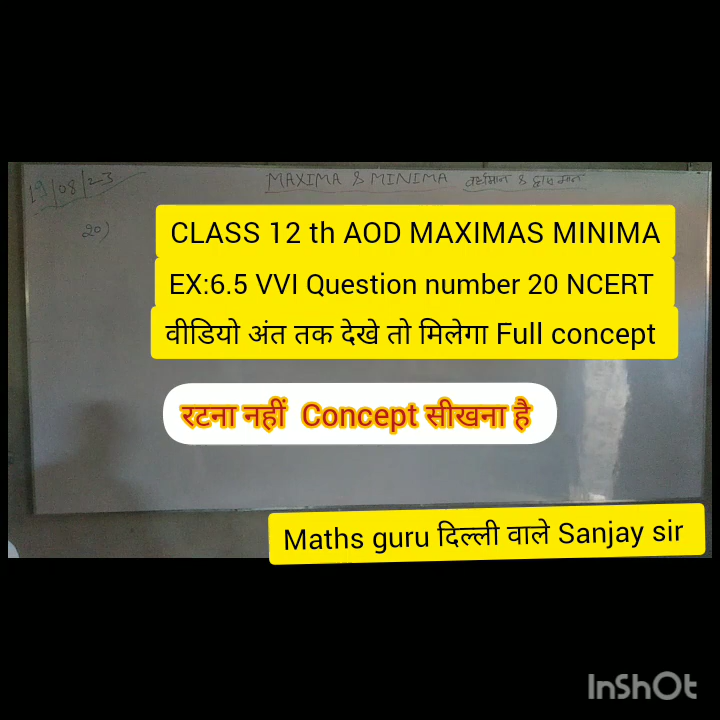 19/08/23
MAXIMA & MINIMA
20)
CLASS 12 th AOD MAXIMAS MINIMA
EX:6.5 VVI Question number 20 NCERT
वीडियो अंत तक देखे तो मिलेगा Full concept
रटना नहीं Concept सीखना है
Maths guru दिल्ली वाले Sanjay sir
InShOt